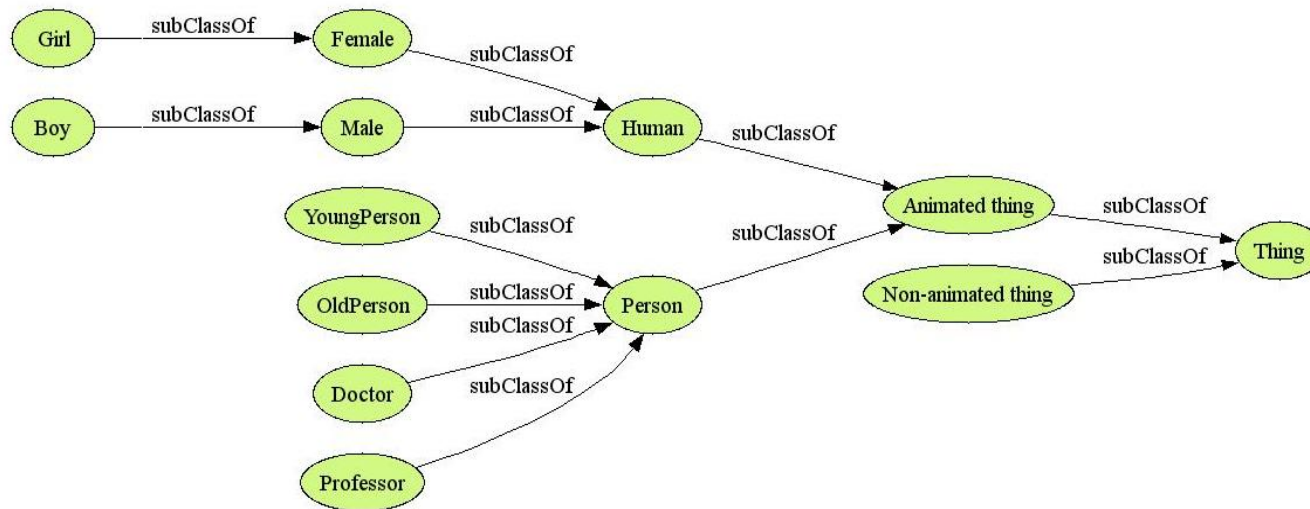 Girl
subClassOf
Female
subClassOf
Boy
subClassOf
Male
subClassOf
Human
subClassOf
YoungPerson
subClassOf
subClassOf
Animated thing
subClassOf
Thing
OldPerson
subClassOf
Person
Non-animated thing
subClassOf
subClassOf
Doctor
subClassOf
Professor